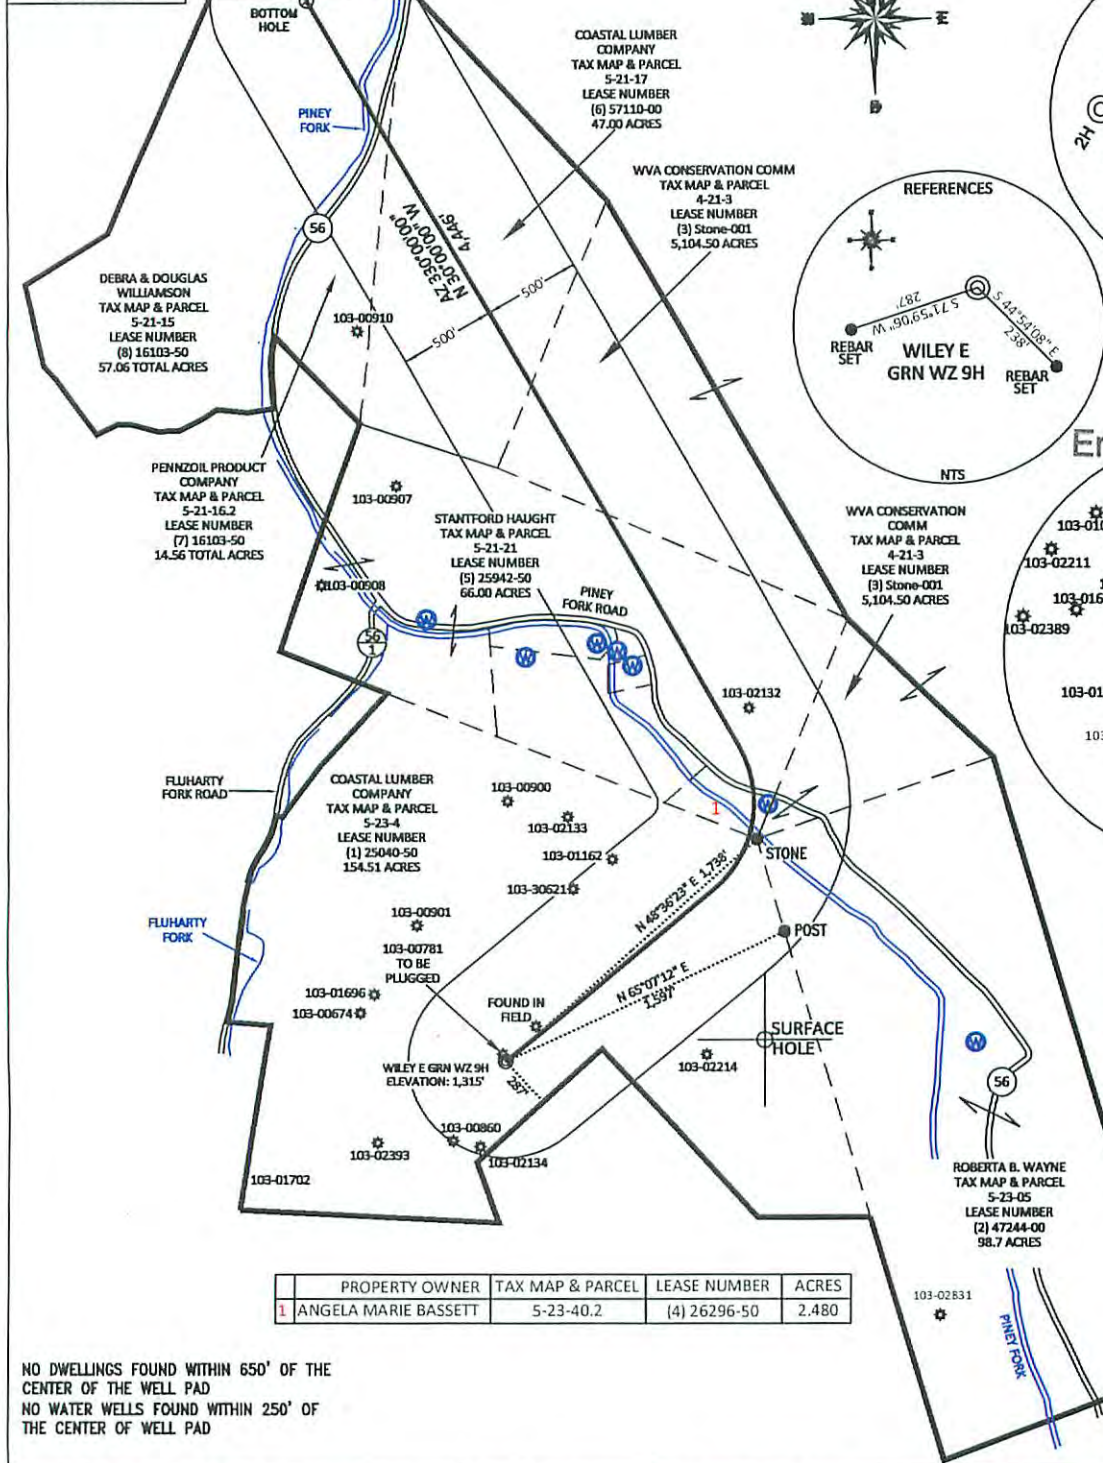 BOTTOM
HOLE
COASTAL LUMBER
COMPANY
TAX MAP & PARCEL
5-21-17
LEASE NUMBER
(6) 57110-00
47.00 ACRES
E
PINEY
FORK
2H
WVA CONSERVATION COMM
TAX MAP & PARCEL
4-21-3
LEASE NUMBER
(3) Stone-001
5,104.50 ACRES
REFERENCES
56
AZ 330°00'00"
N 30°00'00" W
4,446'
500'
500'
DEBRA & DOUGLAS
WILLIAMSON
TAX MAP & PARCEL
5-21-15
LEASE NUMBER
(8) 16103-50
57.06 TOTAL ACRES
103-00910
287'
S 71°59'06" W
S 44°54'08" E
238'
REBAR
SET
WILEY E
GRN WZ 9H
REBAR
SET
NTS
PENNZOIL PRODUCT
COMPANY
TAX MAP & PARCEL
5-21-16.2
LEASE NUMBER
(7) 16103-50
14.56 TOTAL ACRES
103-00907
STANTFORD HAUGHT
TAX MAP & PARCEL
5-21-21
LEASE NUMBER
(5) 25942-50
66.00 ACRES
WVA CONSERVATION
COMM
TAX MAP & PARCEL
4-21-3
LEASE NUMBER
(3) Stone-001
5,104.50 ACRES
103-02211
103-02389
103-00908
PINEY
FORK ROAD
W
W
W
W
W
56
1
103-02132
FLUHARTY
FORK ROAD
COASTAL LUMBER
COMPANY
TAX MAP & PARCEL
5-23-4
LEASE NUMBER
(1) 25040-50
154.51 ACRES
103-00900
103-02133
103-01162
103-30621
1
W
STONE
N 48°36'23" E 1,738'
103-00901
103-00781
TO BE
PLUGGED
FLUHARTY
FORK
POST
N 65°07'12" E
1,597'
103-01696
103-00674
FOUND IN
FIELD
SURFACE
HOLE
W
WILEY E GRN WZ 9H
ELEVATION: 1,315'
287'
103-02214
56
103-00860
103-02393
103-02134
103-01702
ROBERTA B. WAYNE
TAX MAP & PARCEL
5-23-05
LEASE NUMBER
(2) 47244-00
98.7 ACRES
PROPERTY OWNER TAX MAP & PARCEL LEASE NUMBER ACRES
1 ANGELA MARIE BASSETT 5-23-40.2 (4) 26296-50 2.480
103-02831
PINEY FORK
NO DWELLINGS FOUND WITHIN 650' OF THE
CENTER OF THE WELL PAD
NO WATER WELLS FOUND WITHIN 250' OF
THE CENTER OF WELL PAD